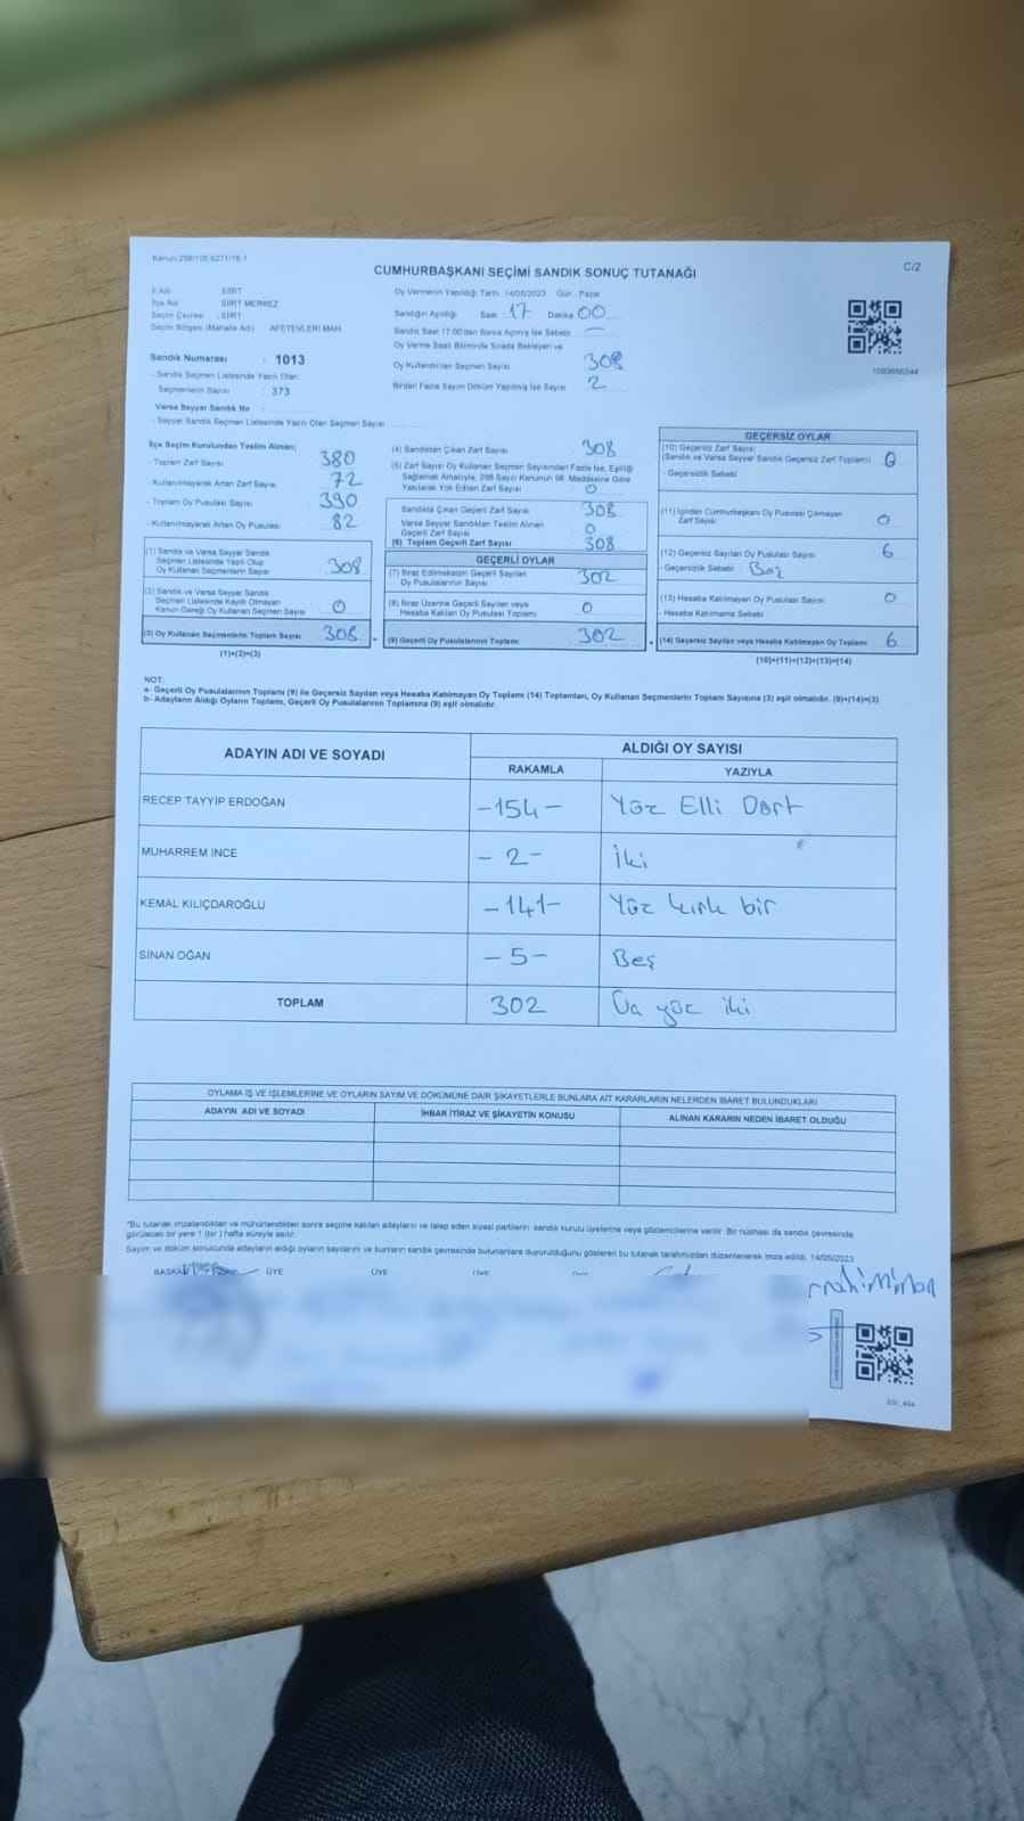 CUMHURBAŞKANI SEÇİMİ SANDIK SONUÇ TUTANAĞI
C/2
İl Adı : SİİRT
İlçe Adı : SİİRT MERKEZ
Seçim Çevresi : SİİRT
Seçim Bölgesi (Mahalle Adı) : AFETEVLERİ MAH.
Sandık Numarası : 1013
Sandık Seçmen Listesinde Yazılı Olan
Seçmenlerin Sayısı : 373
Varsa Seyyar Sandık No
Seyyar Sandık Seçmen Listesinde Yazılı Olan Seçmen Sayısı
Oy Vermenin Yapıldığı Tarih : 14/05/2023 Gün : Pazar
Sandığın Açıldığı Saat : 17 Dakika : 00
Sandık Saat 17:00'dan Sonra Açılmış İse Sebebi : —
Oy Verme Saati Bitiminde Sırada Bekleyen ve
Oy Kullandırılan Seçmen Sayısı 308
Birden Fazla Sayım Döküm Yapılmış İse Sayısı 2
İlçe Seçim Kurulundan Teslim Alınan;
- Toplam Zarf Sayısı 380
- Kullanılmayarak Artan Zarf Sayısı 72
- Toplam Oy Pusulası Sayısı 390
- Kullanılmayarak Artan Oy Pusulası 82
(1) Sandık ve Varsa Seyyar Sandık
Seçmen Listesinde Yazılı Olup
Oy Kullanan Seçmenlerin Sayısı 308
(2) Sandık ve Varsa Seyyar Sandık
Seçmen Listesinde Kayıtlı Olmayan
Kanun Gereği Oy Kullanan Seçmen Sayısı 0
(3) Oy Kullanan Seçmenlerin Toplam Sayısı 308
(1)+(2)=(3)
(4) Sandıktan Çıkan Zarf Sayısı 308
(5) Zarf Sayısı Oy Kullanan Seçmen Sayısından Fazla İse, Eşitliği
Sağlamak Amacıyla, 298 Sayılı Kanunun 98. Maddesine Göre
Yakılarak Yok Edilen Zarf Sayısı 0
Sandıkta Çıkan Geçerli Zarf Sayısı 308
Varsa Seyyar Sandıktan Teslim Alınan
Geçerli Zarf Sayısı 0
(6) Toplam Geçerli Zarf Sayısı 308
GEÇERLİ OYLAR
(7) İtiraz Edilmeksizin Geçerli Sayılan
Oy Pusulalarının Sayısı 302
(8) İtiraz Üzerine Geçerli Sayılan veya
Hesaba Katılan Oy Pusulası Toplamı 0
(9) Geçerli Oy Pusulalarının Toplamı 302
GEÇERSİZ OYLAR
(10) Geçersiz Zarf Sayısı
(Sandık ve Varsa Seyyar Sandık Geçersiz Zarf Toplamı) 0
- Geçersizlik Sebebi
(11) İçinden Cumhurbaşkanı Oy Pusulası Çıkmayan
Zarf Sayısı 0
(12) Geçersiz Sayılan Oy Pusulası Sayısı 6
- Geçersizlik Sebebi Boş
(13) Hesaba Katılmayan Oy Pusulası Sayısı 0
- Hesaba Katılmama Sebebi
(14) Geçersiz Sayılan veya Hesaba Katılmayan Oy Toplamı 6
(10)+(11)+(12)+(13)=(14)
NOT:
a- Geçerli Oy Pusulalarının Toplamı (9) ile Geçersiz Sayılan veya Hesaba Katılmayan Oy Toplamı (14) Toplamları, Oy Kullanan Seçmenlerin Toplam Sayısına (3) eşit olmalıdır. (9)+(14)=(3)
b- Adayların Aldığı Oyların Toplamı, Geçerli Oy Pusulalarının Toplamına (9) eşit olmalıdır.
ADAYIN ADI VE SOYADI ALDIĞI OY SAYISI
RAKAMLA YAZIYLA
RECEP TAYYİP ERDOĞAN -154- Yüz Elli Dört
MUHARREM İNCE -2- İki
KEMAL KILIÇDAROĞLU -141- Yüz kırk bir
SİNAN OĞAN -5- Beş
TOPLAM 302 Üç yüz iki
OYLAMA İŞ VE İŞLEMLERİNE VE OYLARIN SAYIM VE DÖKÜMÜNE DAİR ŞİKAYETLERLE BUNLARA AİT KARARLARIN NELERDEN İBARET BULUNDUKLARI
ADAYIN ADI VE SOYADI İHBAR İTİRAZ VE ŞİKAYETİN KONUSU ALINAN KARARIN NEDEN İBARET OLDUĞU
*Bu tutanak imzalandıktan ve mühürlendikten sonra seçime katılan adayların ve talep eden siyasi partilerin sandık kurulu üyelerine veya gözlemcilerine verilir. Bir nüshası da sandık çevresinde
görülecek bir yere 1 (bir) hafta süreyle asılır.
Sayım ve döküm sonucunda adayların aldığı oyların sayılarını ve bunların sandık çevresinde bulunanlara duyurulduğunu gösteren bu tutanak tarafımızdan düzenlenerek imza edildi. 14/05/2023
BAŞKAN ÜYE ÜYE